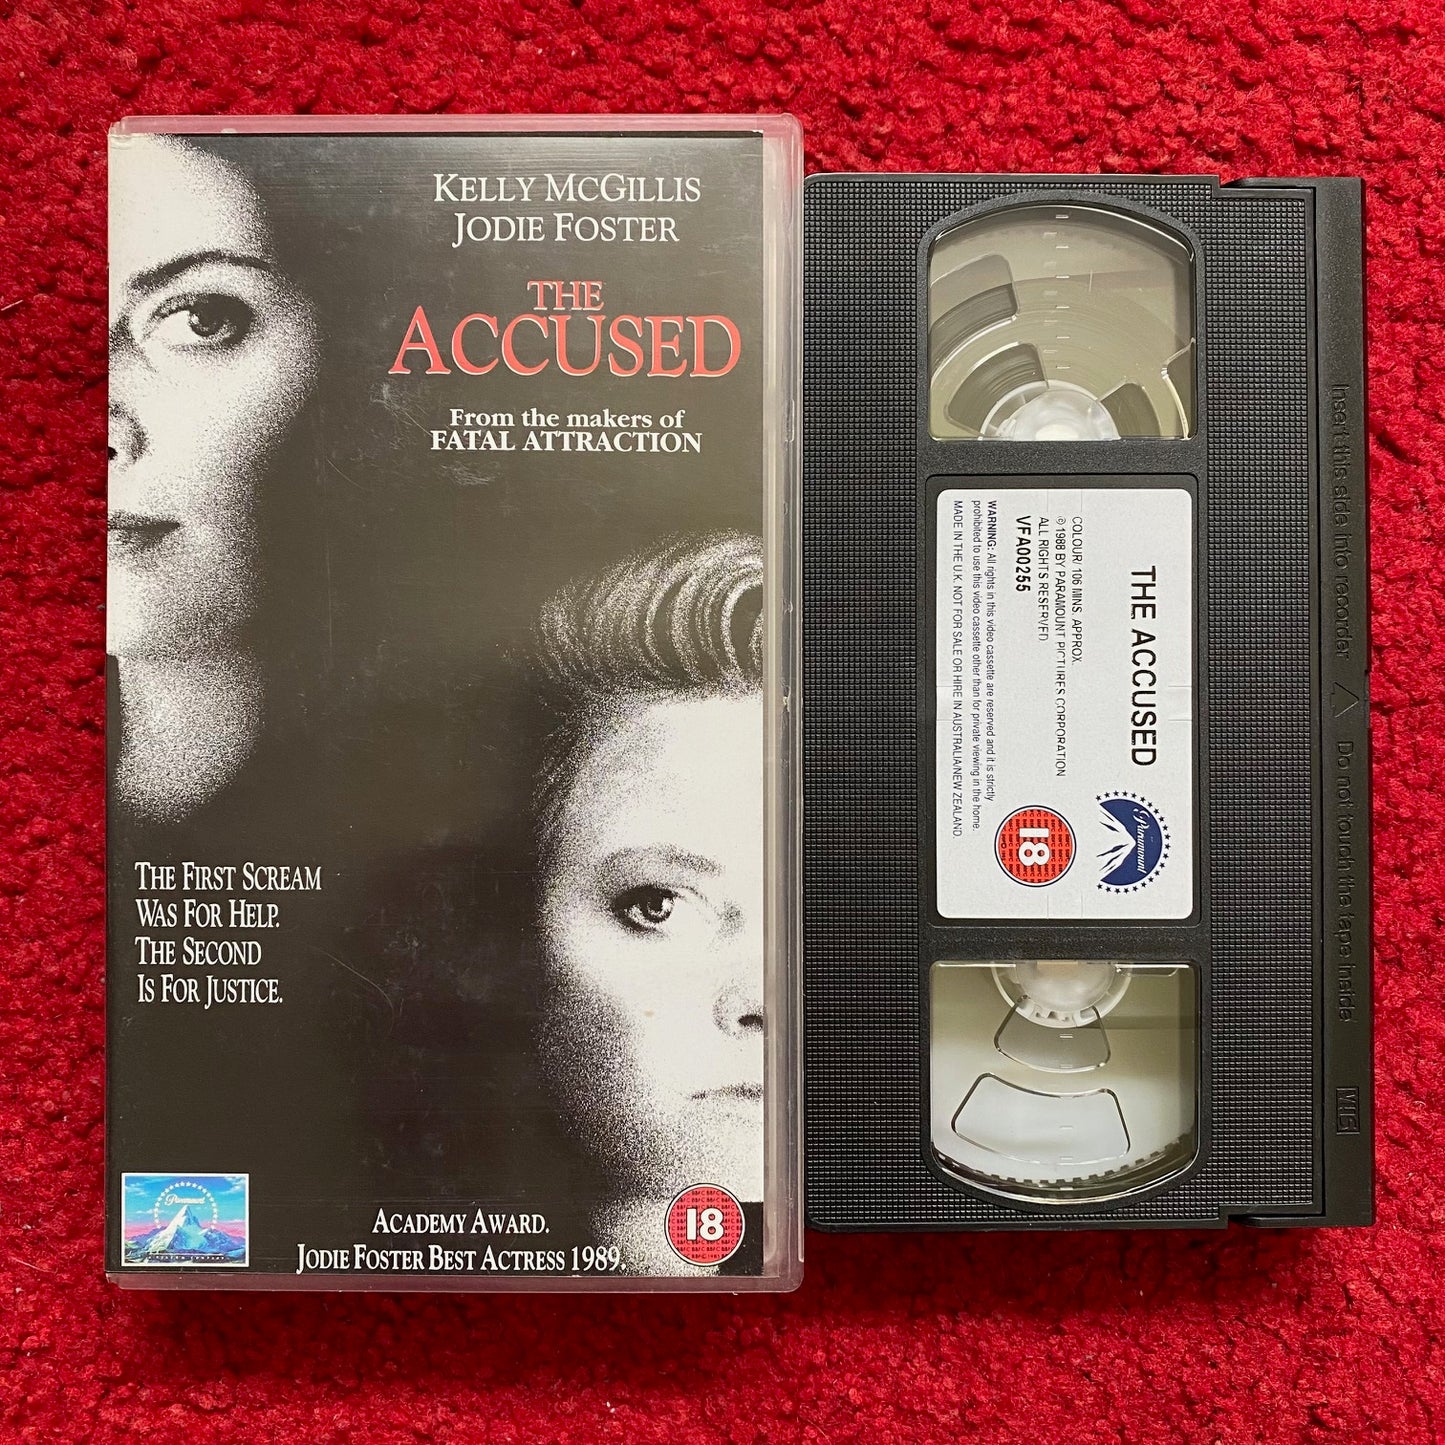 KELLY MCGILLIS
JODIE FOSTER
THE
ACCUSED
From the makers of
FATAL ATTRACTION
THE FIRST SCREAM
WAS FOR HELP.
THE SECOND
IS FOR JUSTICE.
Paramount
ACADEMY AWARD.
JODIE FOSTER BEST ACTRESS 1989.
18
THE ACCUSED
COLOUR/ 106 MINS. APPROX.
© 1988 BY PARAMOUNT PICTURES CORPORATION
ALL RIGHTS RESERVED
VFA00255
WARNING: All rights in this video cassette are reserved and it is strictly
prohibited to use this video cassette other than for private viewing in the home.
MADE IN THE U.K. NOT FOR SALE OR HIRE IN AUSTRALIA/NEW ZEALAND.
18
Paramount
Insert this side into recorder
Do not touch the tape inside